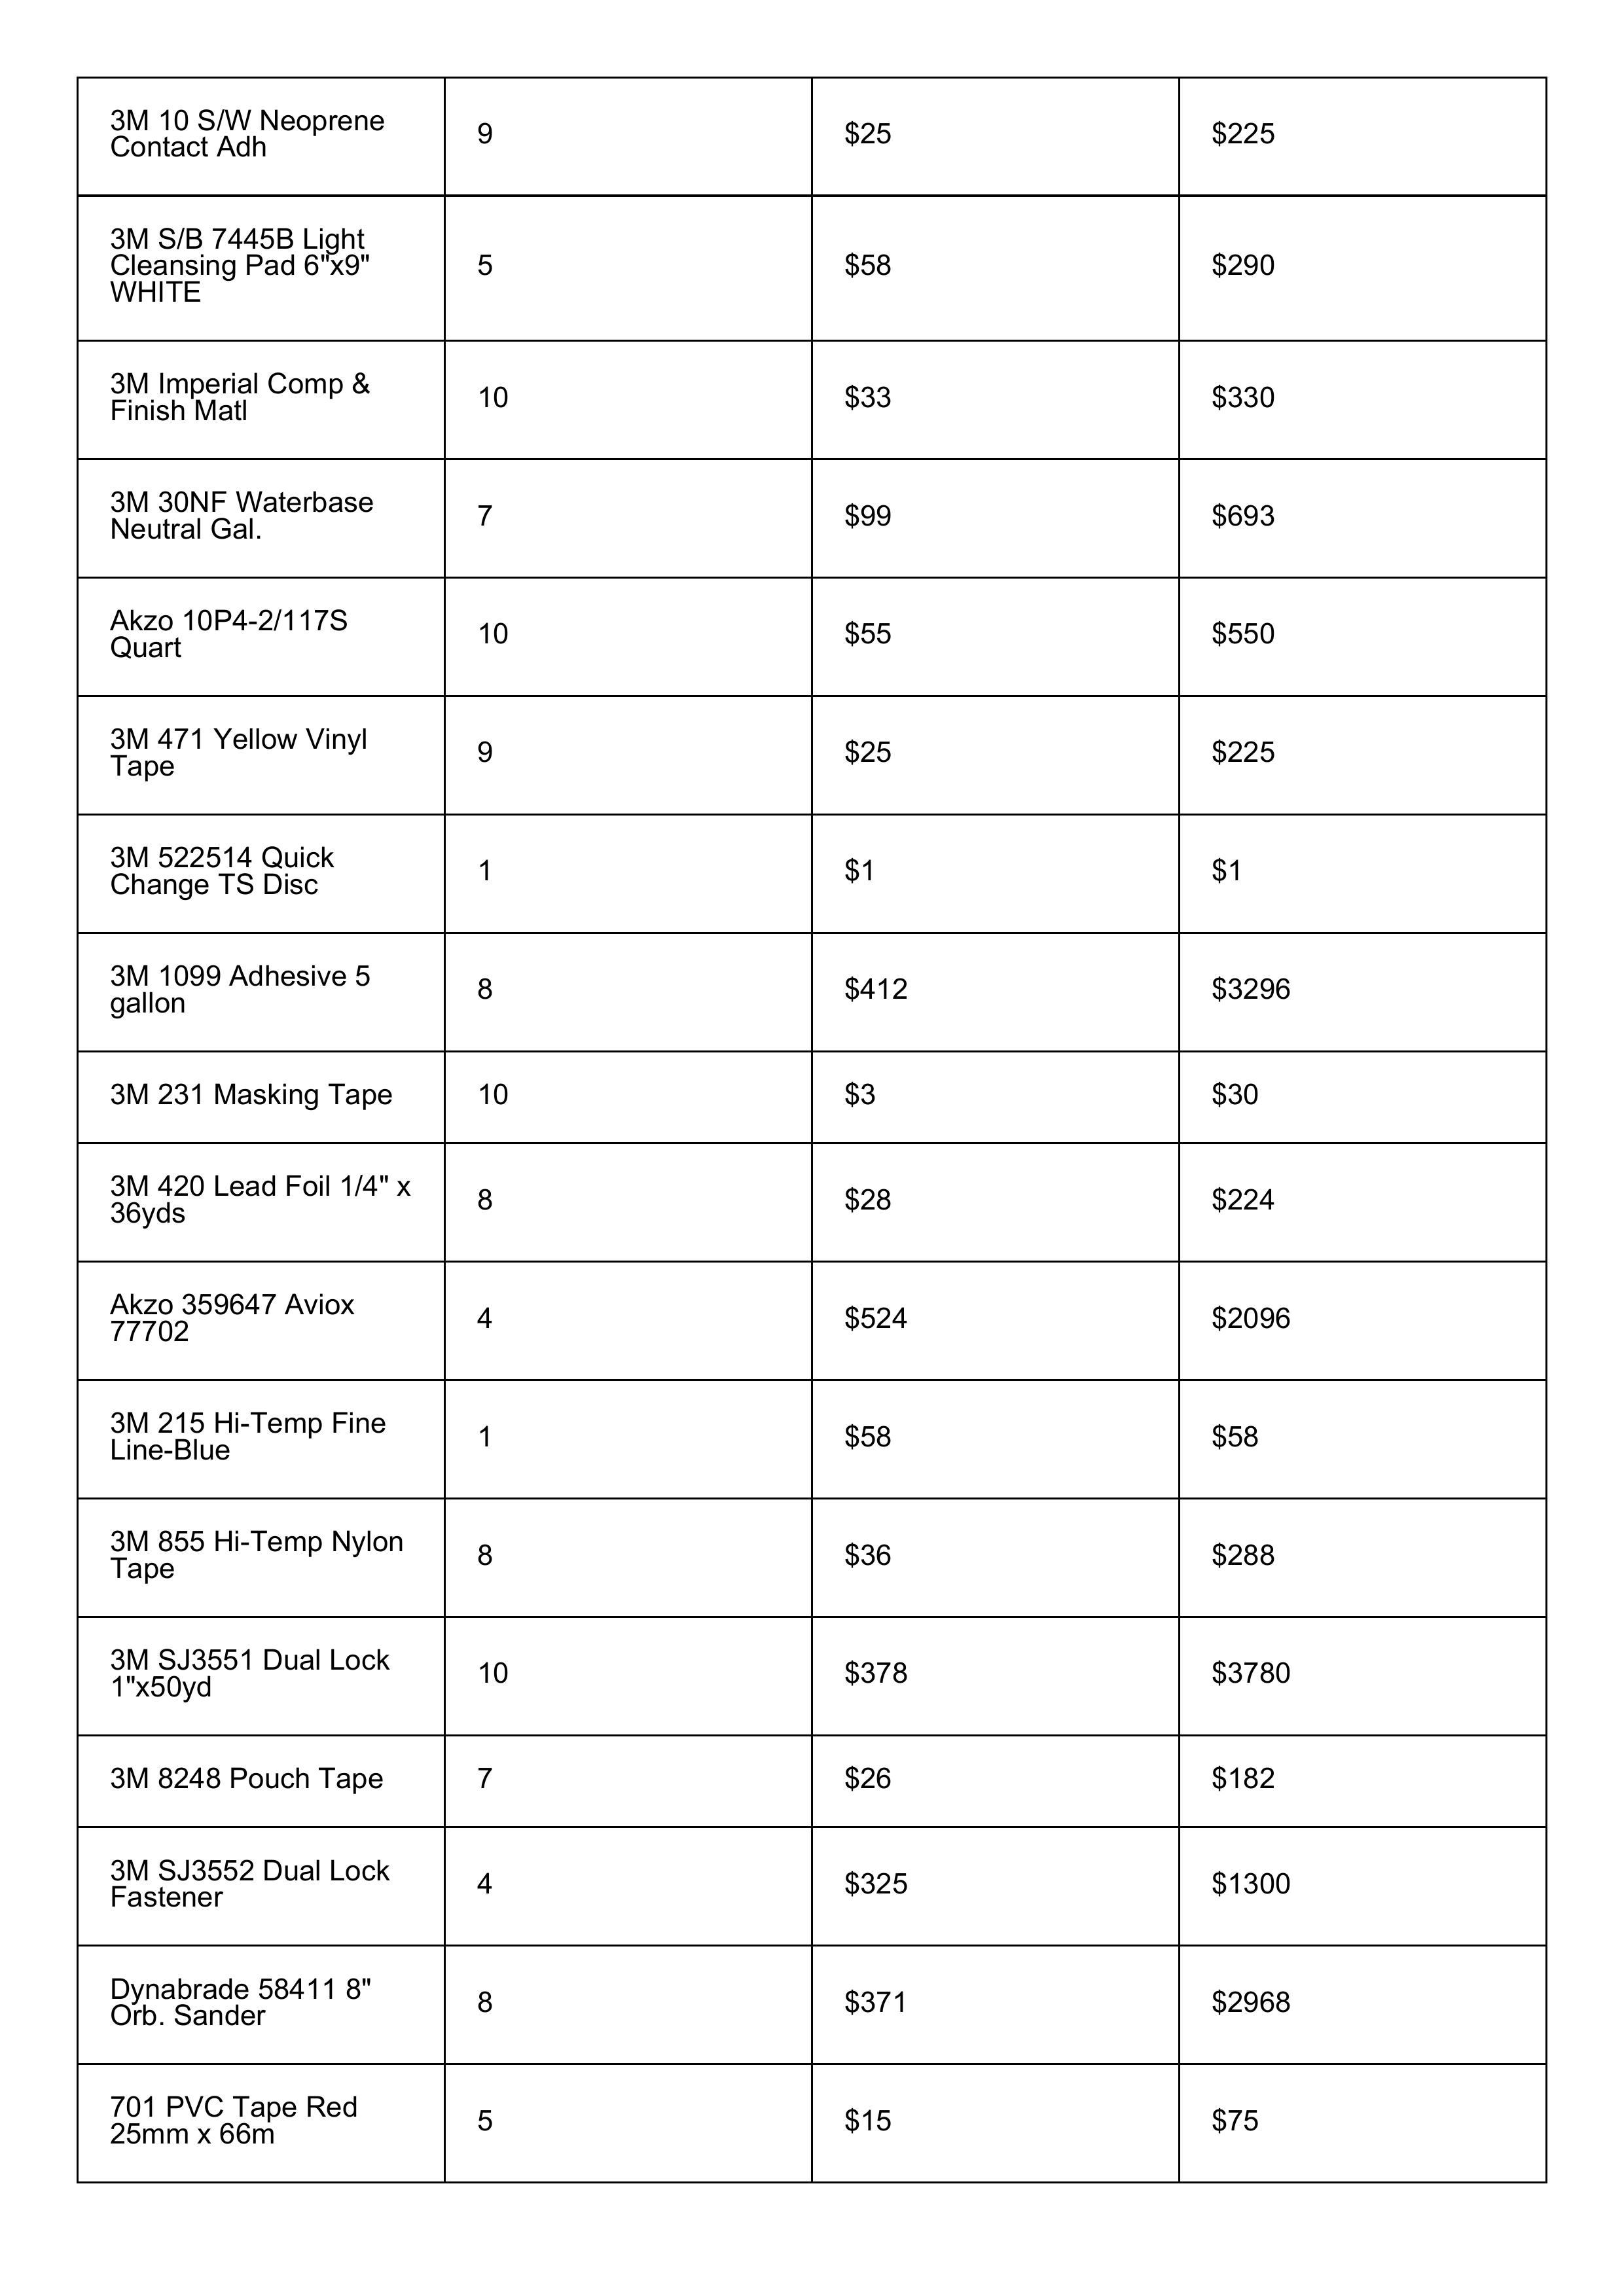 3M 10 S/W Neoprene
Contact Adh
9
$25
$225
3M S/B 7445B Light
Cleansing Pad 6"x9"
WHITE
5
$58
$290
3M Imperial Comp &
Finish Matl
10
$33
$330
3M 30NF Waterbase
Neutral Gal.
7
$99
$693
Akzo 10P4-2/117S
Quart
10
$55
$550
3M 471 Yellow Vinyl
Tape
9
$25
$225
3M 522514 Quick
Change TS Disc
1
$1
$1
3M 1099 Adhesive 5
gallon
8
$412
$3296
3M 231 Masking Tape
10
$3
$30
3M 420 Lead Foil 1/4" x
36yds
8
$28
$224
Akzo 359647 Aviox
77702
4
$524
$2096
3M 215 Hi-Temp Fine
Line-Blue
1
$58
$58
3M 855 Hi-Temp Nylon
Tape
8
$36
$288
3M SJ3551 Dual Lock
1"x50yd
10
$378
$3780
3M 8248 Pouch Tape
7
$26
$182
3M SJ3552 Dual Lock
Fastener
4
$325
$1300
Dynabrade 58411 8"
Orb. Sander
8
$371
$2968
701 PVC Tape Red
25mm x 66m
5
$15
$75